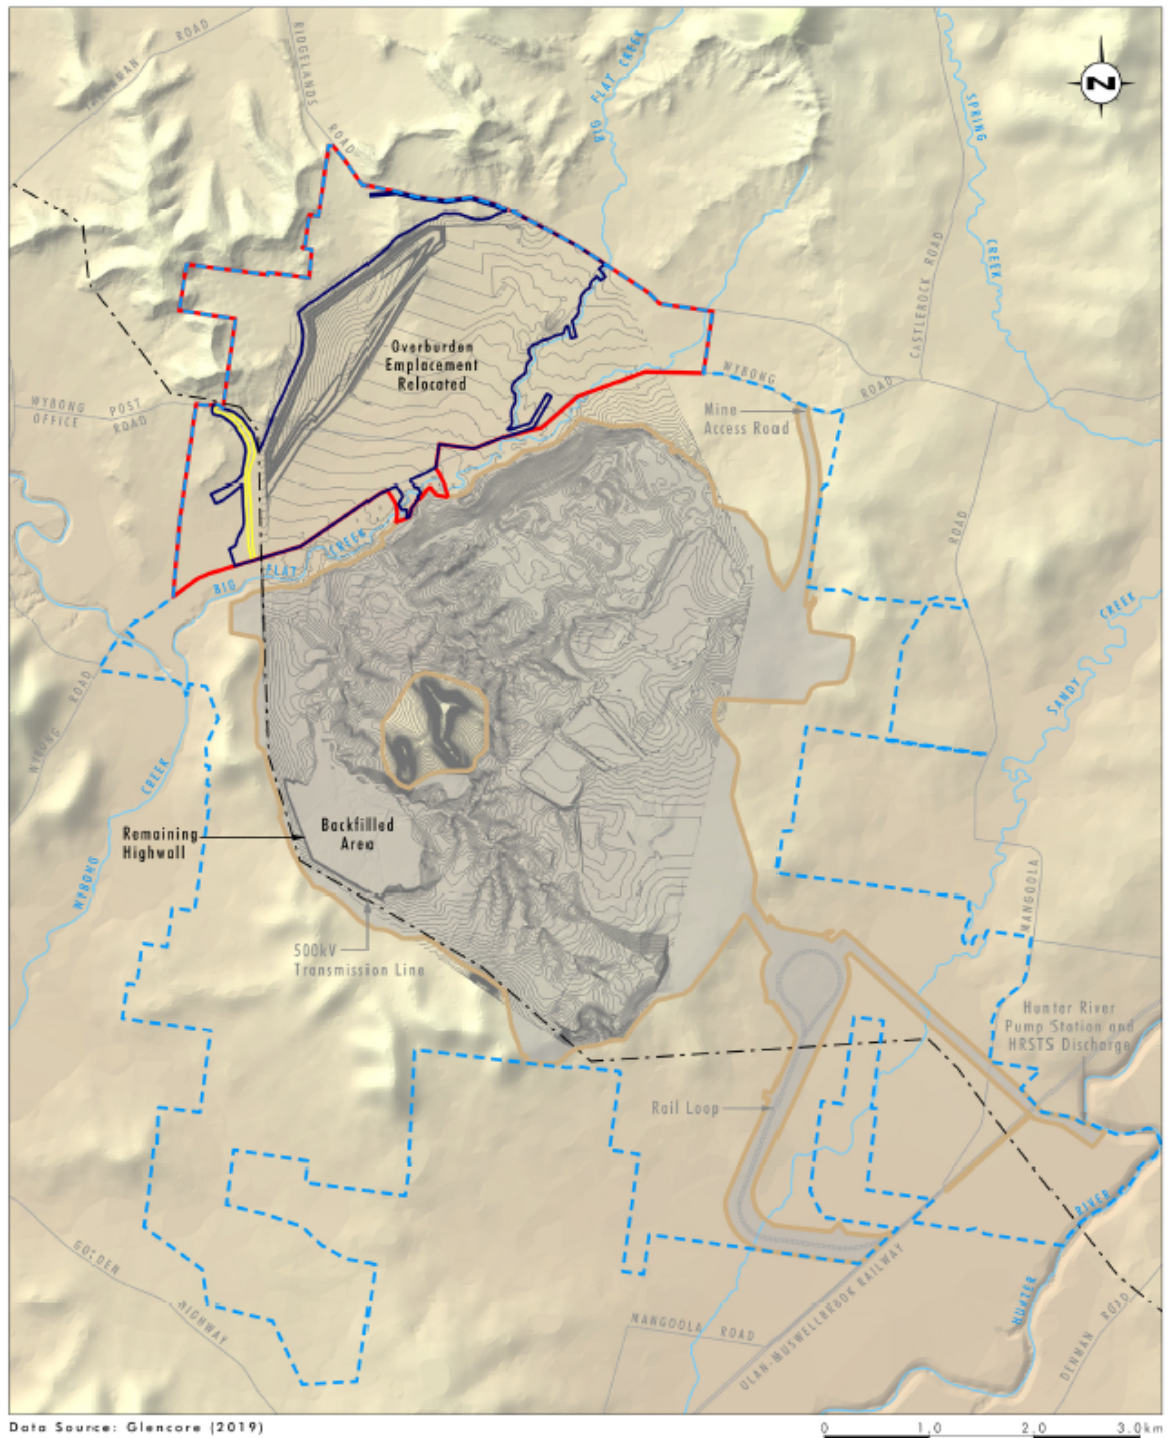 ROAD
RIDGELANDS
ROAD
BIG FLAT CREEK
N
SPRING
CREEK
CASTLEROCK ROAD
Overburden
Emplacement
Relocated
WYBONG
ROAD
WYBONG POST
OFFICE ROAD
Mine
Access Road
ROAD
BIG FLAT CREEK
SANDY CREEK
WYBONG ROAD
WYBONG CREEK
Remaining
Highwall
Backfilled
Area
MANGOOLA
500kV
Transmission Line
Hunter River
Pump Station and
HRSTS Discharge
Rail Loop
HUNTER RIVER
GOLDEN HIGHWAY
MANGOOLA ROAD
ULAN-MUSWELLBROOK RAILWAY
DENMAN ROAD
Data Source: Glencore (2019)
0 1.0 2.0 3.0km